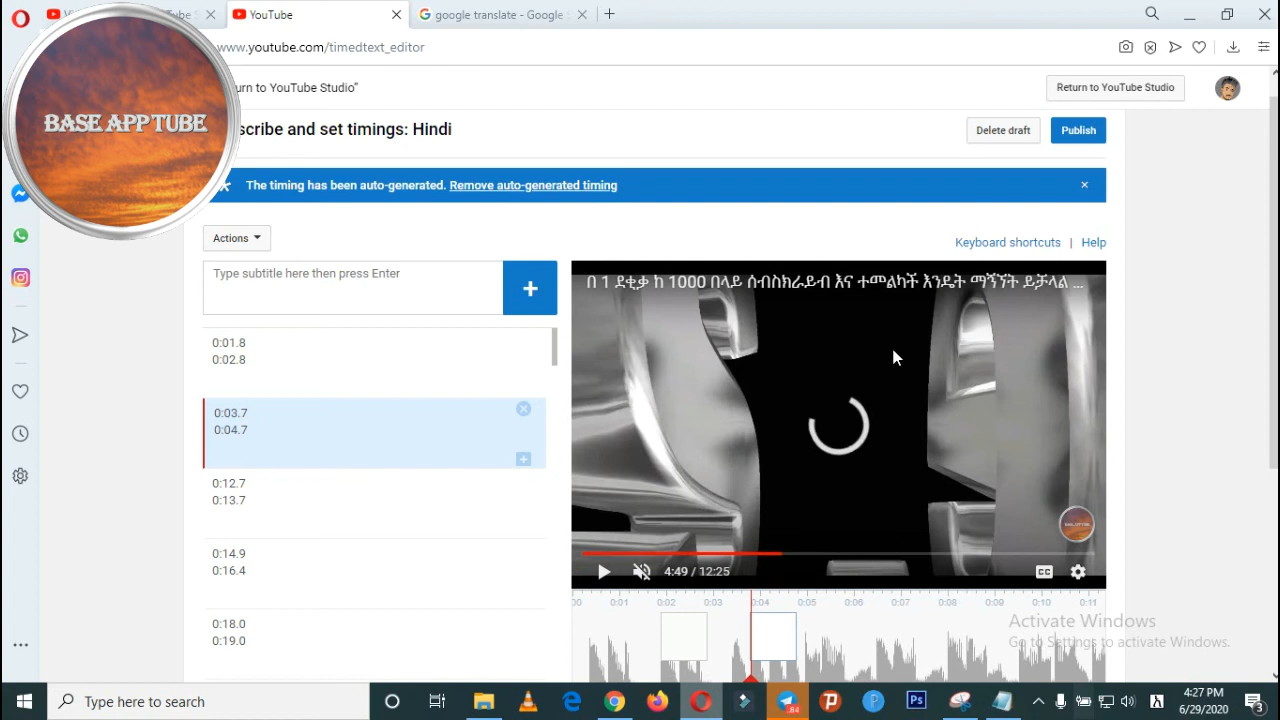 YouTube
google translate - Google S
www.youtube.com/timedtext_editor
urn to YouTube Studio"
Return to YouTube Studio
BASE APP TUBE
scribe and set timings: Hindi
Delete draft
Publish
The timing has been auto-generated. Remove auto-generated timing
Actions
Keyboard shortcuts | Help
Type subtitle here then press Enter
+
በ 1 ደቂቃ ከ 1000 በላይ ሰብስክራይብ እና ተመልካች እንዴት ማኝኘት ይቻላል ...
0:01.8
0:02.8
0:03.7
0:04.7
0:12.7
0:13.7
0:14.9
0:16.4
0:18.0
0:19.0
4:49 / 12:25
CC
00 0:01 0:02 0:03 0:04 0:05 0:06 0:07 0:08 0:09 0:10 0:11
Activate Windows
Go to Settings to activate Windows.
Type here to search
84
Ps
4:27 PM
6/29/2020
3